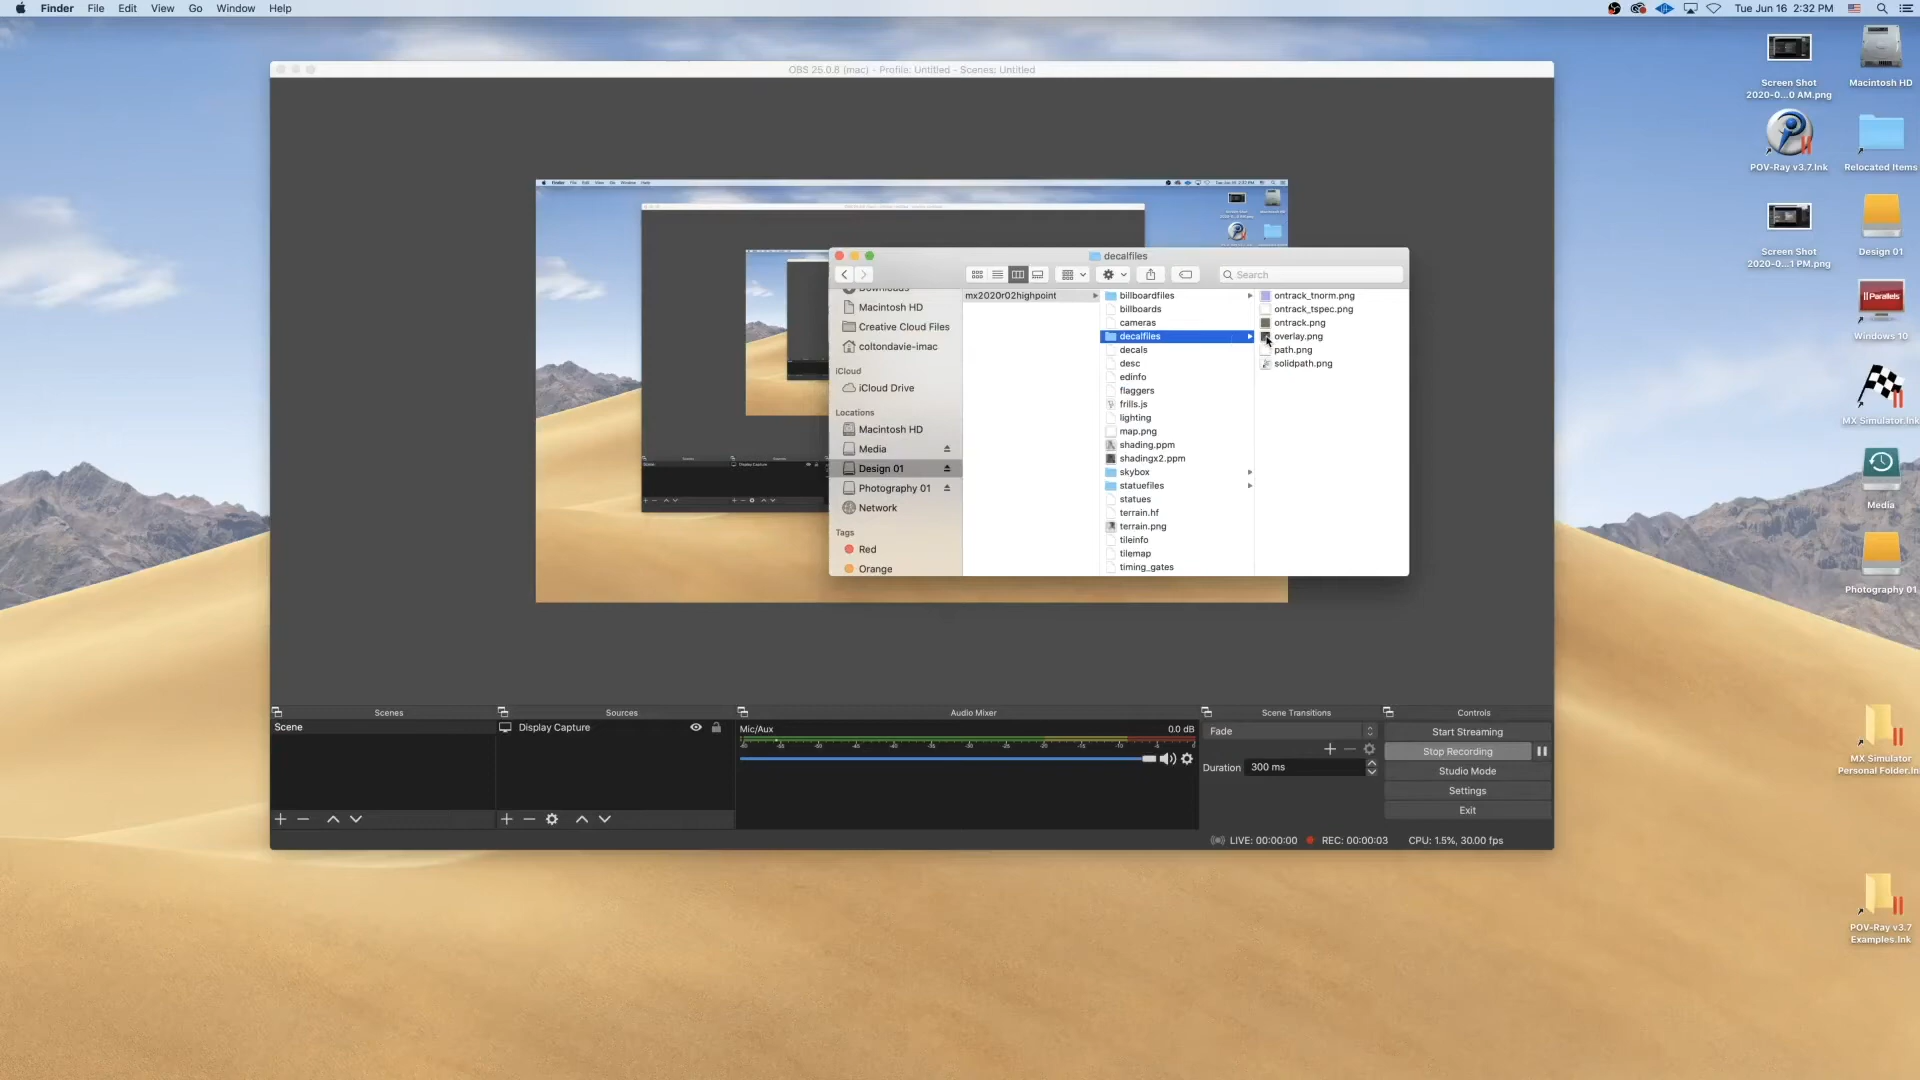 Finder File Edit View Go Window Help Tue Jun 16 2:32 PM
OBS 25.0.8 (mac) - Profile: Untitled - Scenes: Untitled
Screen Shot
2020-0...0 AM.png
Macintosh HD
POV-Ray v3.7.lnk
Relocated Items
Screen Shot
2020-0...1 PM.png
Design 01
Parallels
Windows 10
MX Simulator.lnk
Media
Photography 01
MX Simulator
Personal Folder.ln
POV-Ray v3.7
Examples.lnk
decalfiles
Search
Downloads
Macintosh HD
Creative Cloud Files
coltondavie-imac
iCloud
iCloud Drive
Locations
Macintosh HD
Media
Design 01
Photography 01
Network
Tags
Red
Orange
mx2020r02highpoint
billboardfiles
billboards
cameras
decalfiles
decals
desc
edinfo
flaggers
frills.js
lighting
map.png
shading.ppm
shadingx2.ppm
skybox
statuefiles
statues
terrain.hf
terrain.png
tileinfo
tilemap
timing_gates
ontrack_tnorm.png
ontrack_tspec.png
ontrack.png
overlay.png
path.png
solidpath.png
Scenes
Scene
Sources
Display Capture
Audio Mixer
Mic/Aux 0.0 dB
Scene Transitions
Fade
Duration 300 ms
Controls
Start Streaming
Stop Recording
Studio Mode
Settings
Exit
LIVE: 00:00:00 REC: 00:00:03 CPU: 1.5%, 30.00 fps